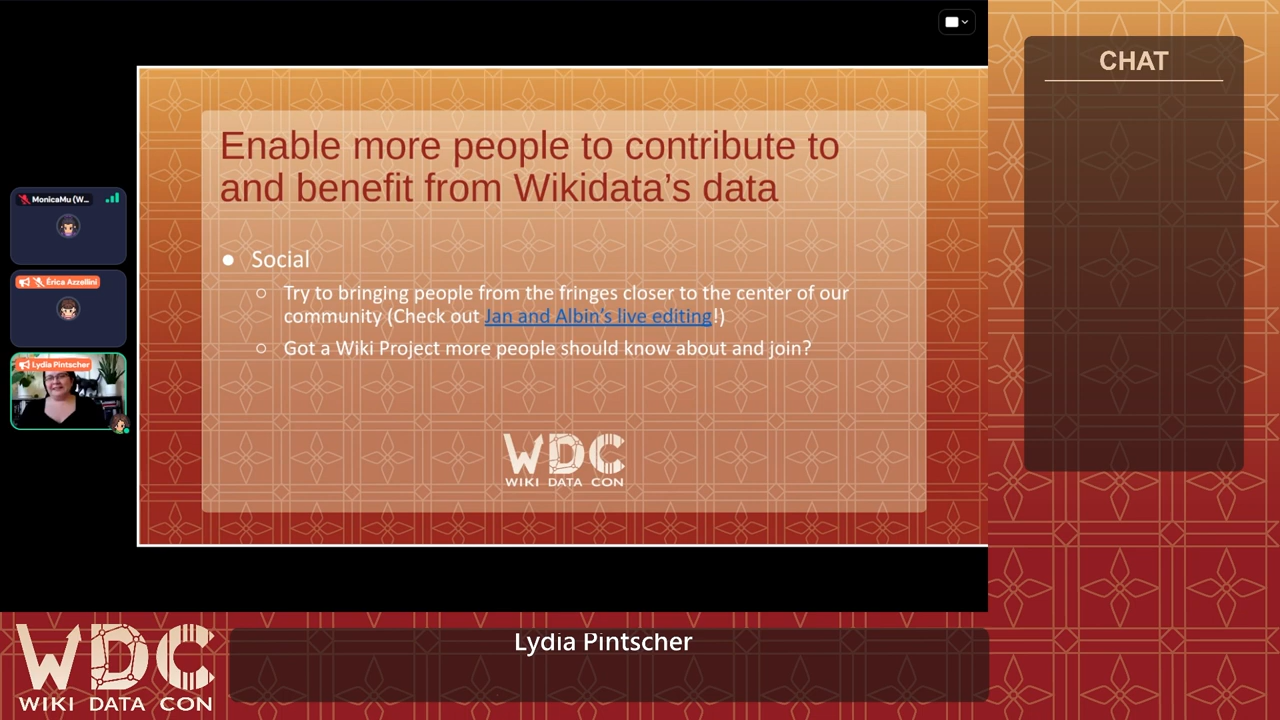 CHAT
Enable more people to contribute to
and benefit from Wikidata's data
● Social
○ Try to bringing people from the fringes closer to the center of our
community (Check out Jan and Albin's live editing!)
○ Got a Wiki Project more people should know about and join?
WDC
WIKI DATA CON
MonicaMu (W...
Érica Azzellini
Lydia Pintscher
WDC
WIKI DATA CON
Lydia Pintscher